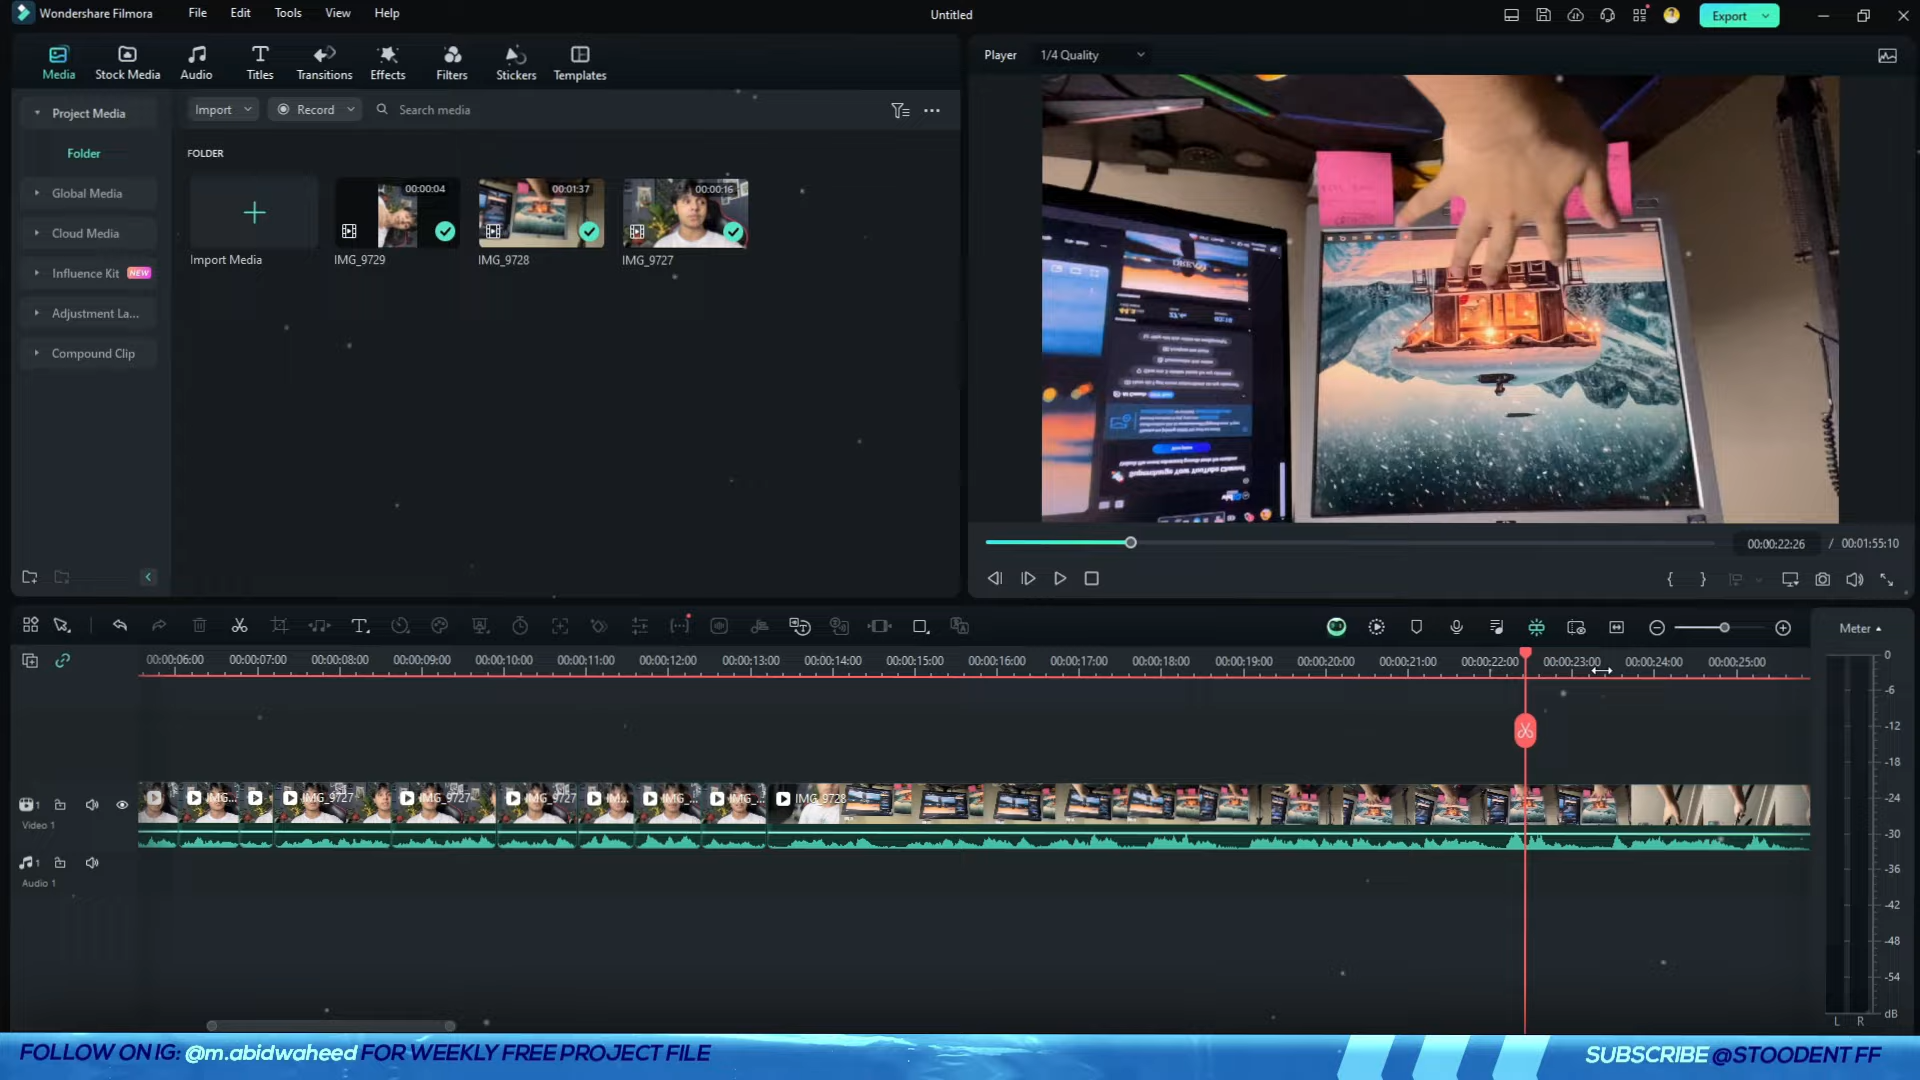 Wondershare Filmora File Edit Tools View Help Untitled Export
Media Stock Media Audio Titles Transitions Effects Filters Stickers Templates
Player 1/4 Quality
Project Media
Folder
Global Media
Cloud Media
Influence Kit NEW
Adjustment La...
Compound Clip
Import Record Search media
FOLDER
00:00:04 00:01:37 00:00:16
Import Media IMG_9729 IMG_9728 IMG_9727
00:00:22:26 / 00:01:55:10
Meter
00:00:06:00 00:00:07:00 00:00:08:00 00:00:09:00 00:00:10:00 00:00:11:00 00:00:12:00 00:00:13:00 00:00:14:00 00:00:15:00 00:00:16:00 00:00:17:00 00:00:18:00 00:00:19:00 00:00:20:00 00:00:21:00 00:00:22:00 00:00:23:00 00:00:24:00 00:00:25:00
1 IMG... IMG_9727 IMG_9727 IMG_9727 IM... IMG_... IMG_... IMG_9728
Video 1
1
Audio 1
0
-6
-12
-18
-24
-30
-36
-42
-48
-54
dB
L R
FOLLOW ON IG: @m.abidwaheed FOR WEEKLY FREE PROJECT FILE
SUBSCRIBE @STOODENT FF